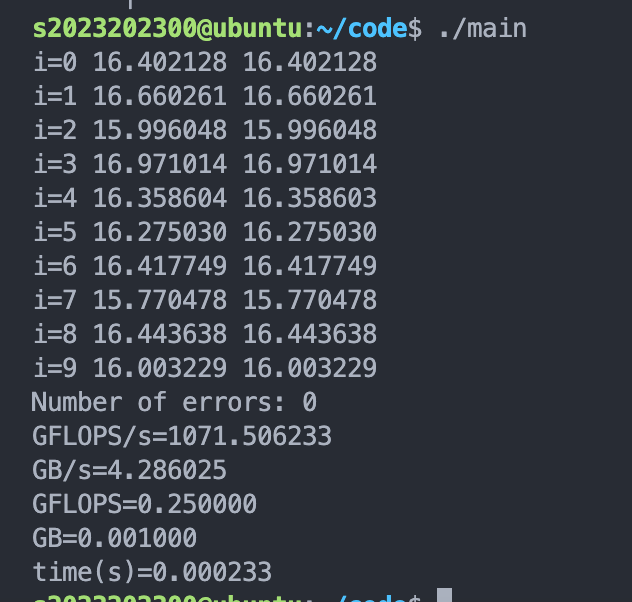 s2023202300@ubuntu:~/code$ ./main
i=0 16.402128 16.402128
i=1 16.660261 16.660261
i=2 15.996048 15.996048
i=3 16.971014 16.971014
i=4 16.358604 16.358603
i=5 16.275030 16.275030
i=6 16.417749 16.417749
i=7 15.770478 15.770478
i=8 16.443638 16.443638
i=9 16.003229 16.003229
Number of errors: 0
GFLOPS/s=1071.506233
GB/s=4.286025
GFLOPS=0.250000
GB=0.001000
time(s)=0.000233
s2023202300@ubuntu:~/code$